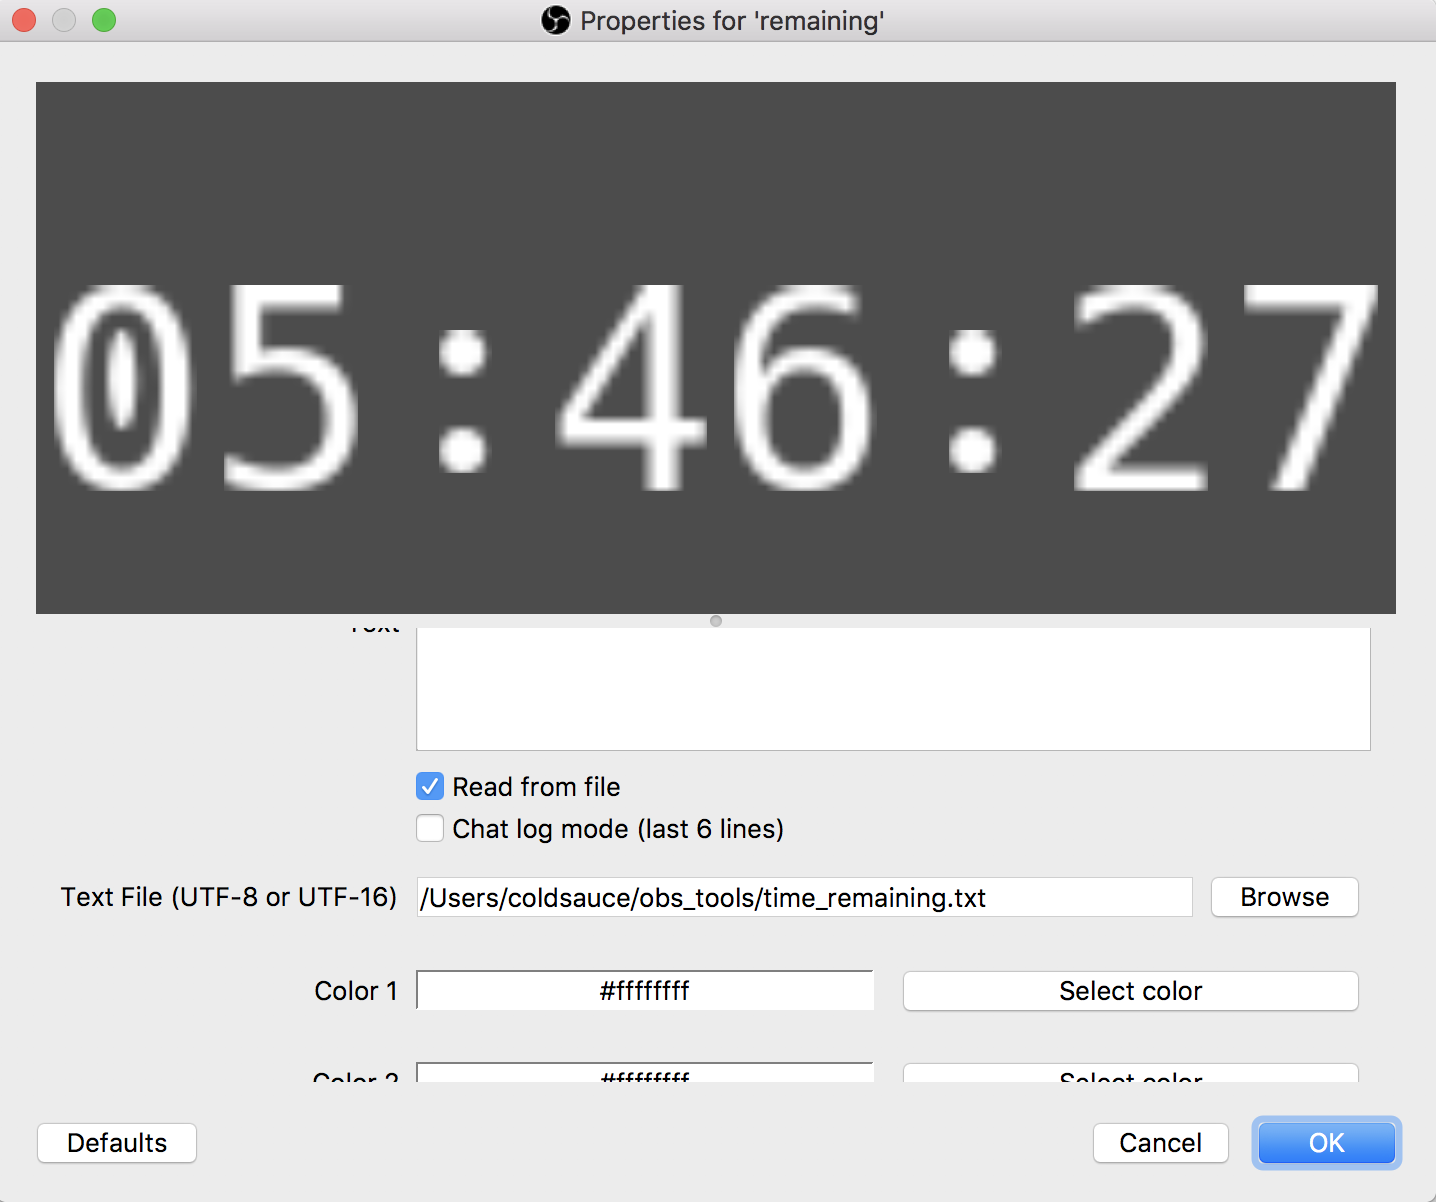 Properties for 'remaining'
05:46:27
Text
Read from file
Chat log mode (last 6 lines)
Text File (UTF-8 or UTF-16) /Users/coldsauce/obs_tools/time_remaining.txt Browse
Color 1 #ffffffff Select color
Color 2 #ffffffff Select color
Defaults Cancel OK